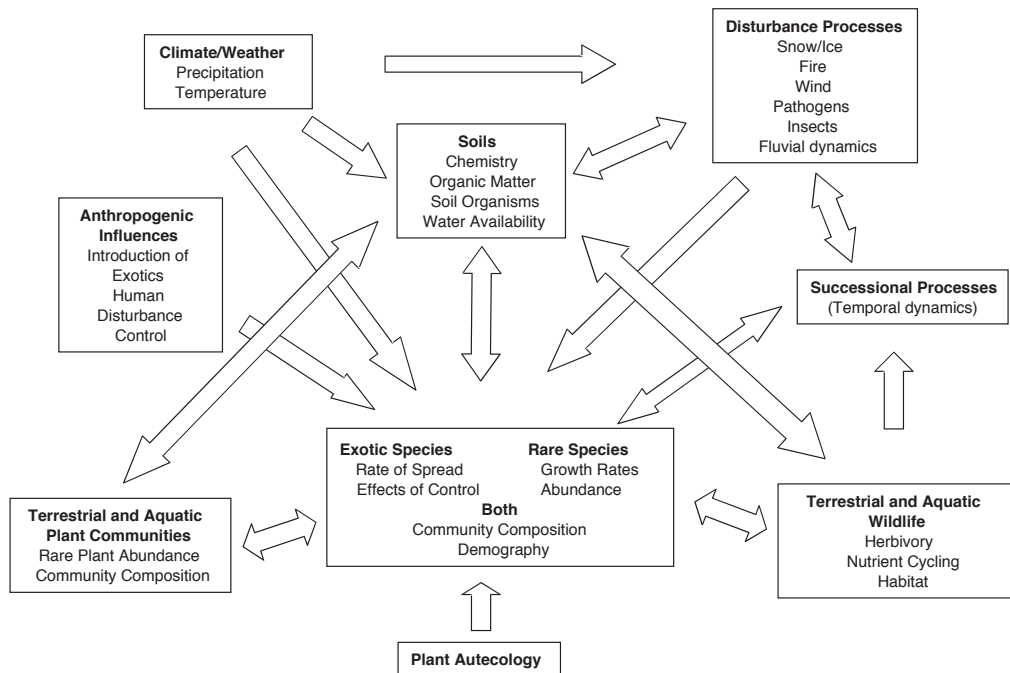 Climate/Weather
Precipitation
Temperature
Disturbance Processes
Snow/Ice
Fire
Wind
Pathogens
Insects
Fluvial dynamics
Soils
Chemistry
Organic Matter
Soil Organisms
Water Availability
Anthropogenic
Influences
Introduction of
Exotics
Human
Disturbance
Control
Successional Processes
(Temporal dynamics)
Exotic Species
Rate of Spread
Effects of Control
Rare Species
Growth Rates
Abundance
Both
Community Composition
Demography
Terrestrial and Aquatic
Plant Communities
Rare Plant Abundance
Community Composition
Terrestrial and Aquatic
Wildlife
Herbivory
Nutrient Cycling
Habitat
Plant Autecology